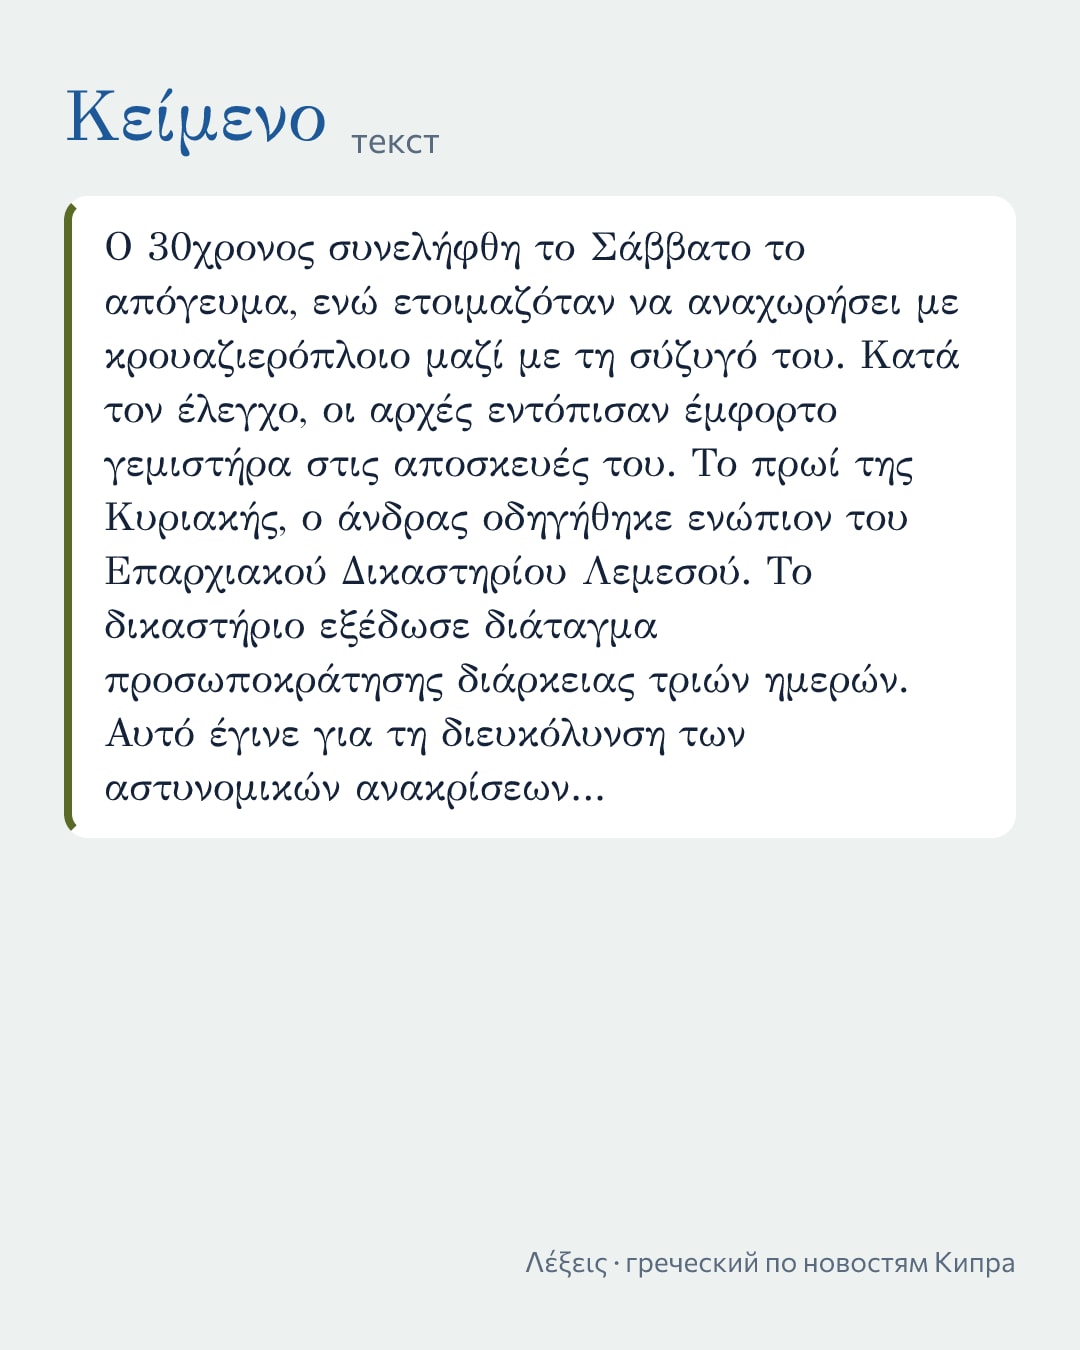 Κείμενο текст
Ο 30χρονος συνελήφθη το Σάββατο το
απόγευμα, ενώ ετοιμαζόταν να αναχωρήσει με
κρουαζιερόπλοιο μαζί με τη σύζυγό του. Κατά
τον έλεγχο, οι αρχές εντόπισαν έμφορτο
γεμιστήρα στις αποσκευές του. Το πρωί της
Κυριακής, ο άνδρας οδηγήθηκε ενώπιον του
Επαρχιακού Δικαστηρίου Λεμεσού. Το
δικαστήριο εξέδωσε διάταγμα
προσωποκράτησης διάρκειας τριών ημερών.
Αυτό έγινε για τη διευκόλυνση των
αστυνομικών ανακρίσεων...
Λέξεις · греческий по новостям Кипра